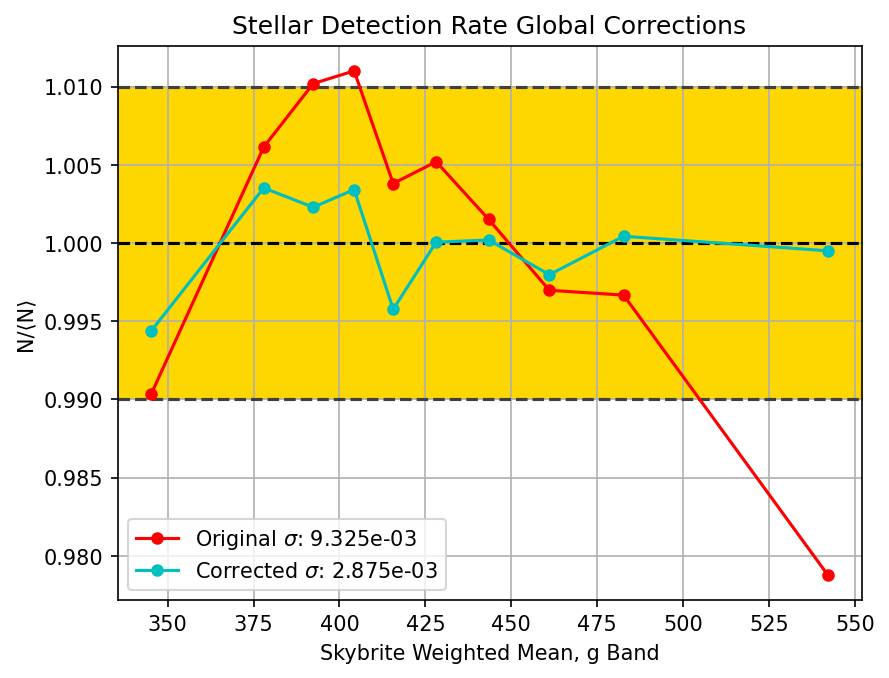 Stellar Detection Rate Global Corrections
N/⟨N⟩
1.010
1.005
1.000
0.995
0.990
0.985
0.980
Original σ: 9.325e-03
Corrected σ: 2.875e-03
350 375 400 425 450 475 500 525 550
Skybrite Weighted Mean, g Band